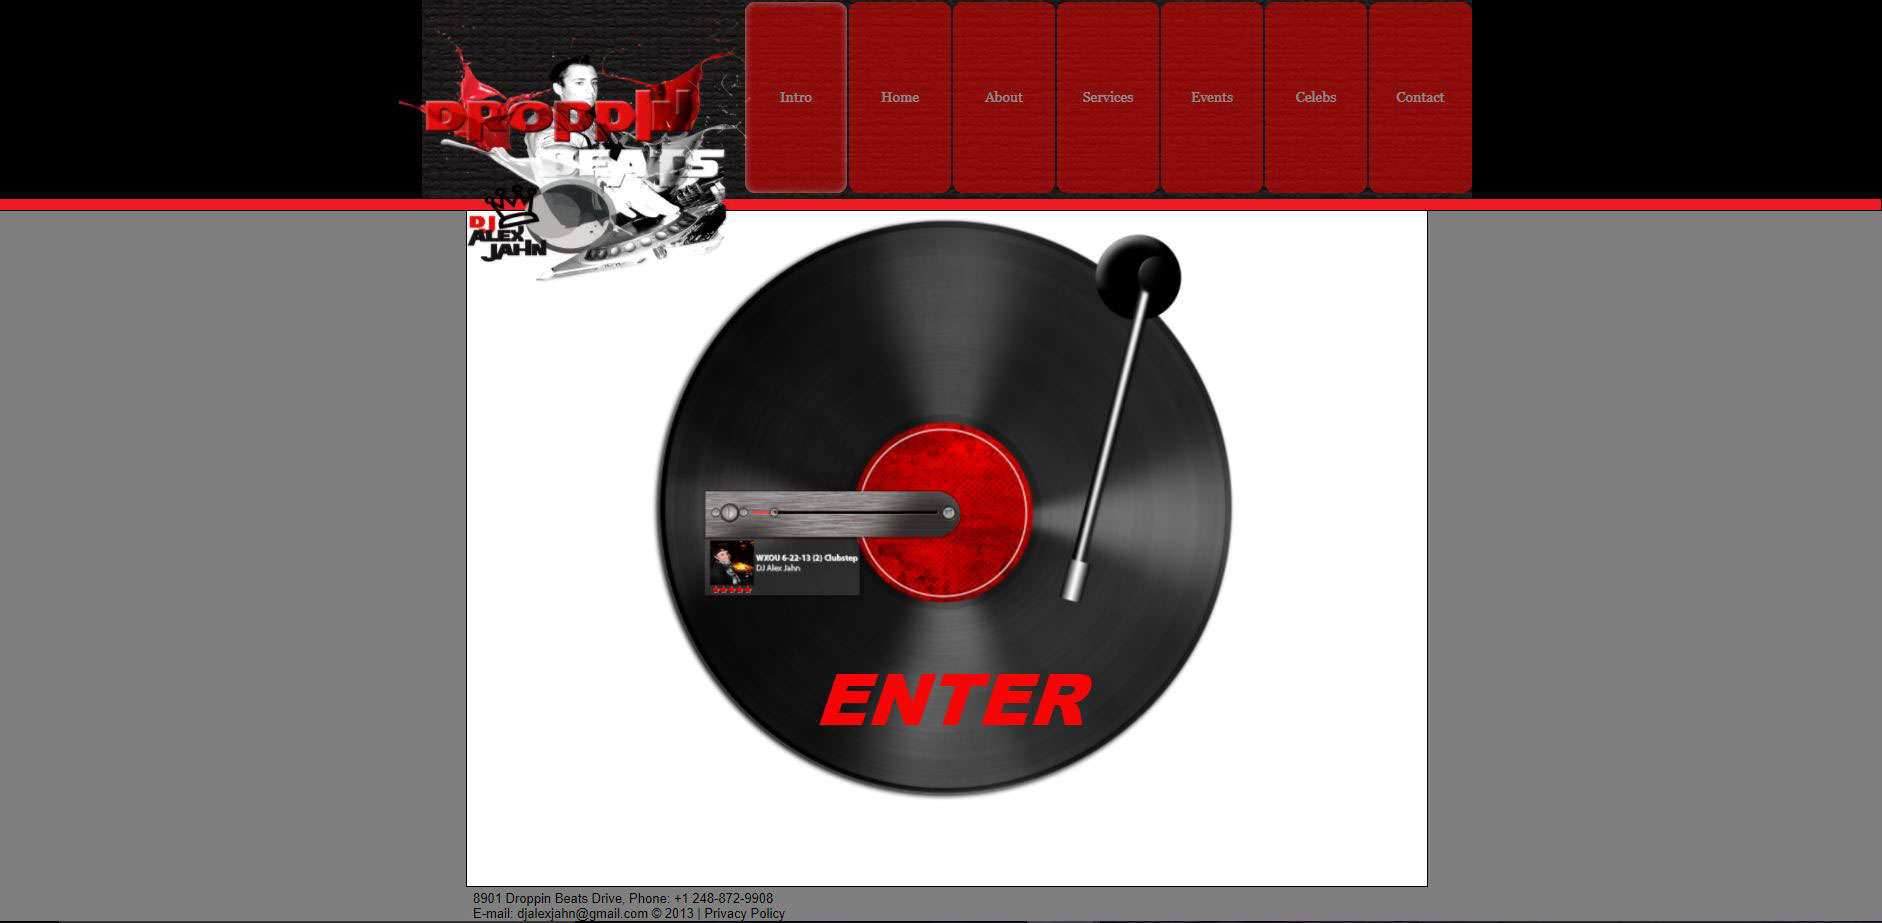 DROPPIN
BEATS
DJ
ALEX
JAHN
Intro
Home
About
Services
Events
Celebs
Contact
WXOU 6-22-13 (2) Clubstep
DJ Alex Jahn
ENTER
8901 Droppin Beats Drive, Phone: +1 248-872-9908
E-mail: djalexjahn@gmail.com © 2013 | Privacy Policy